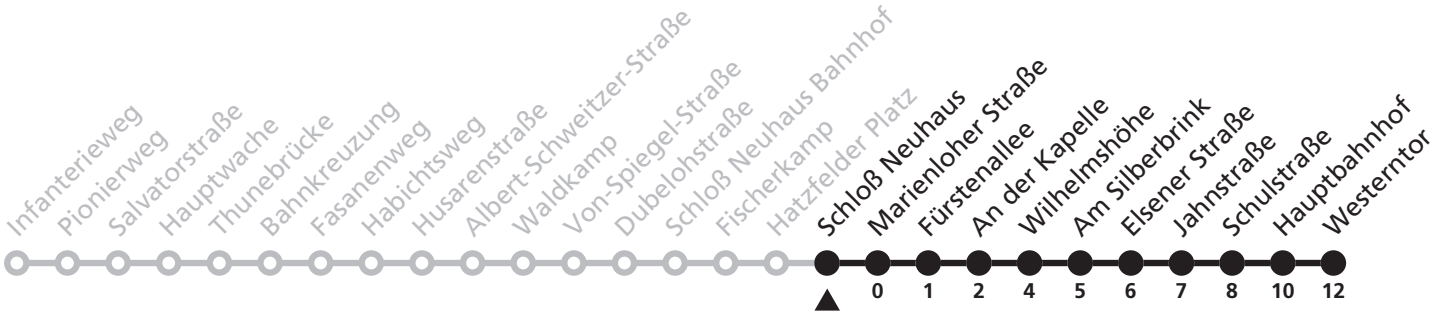 Infanterieweg
Pionierweg
Salvatorstraße
Hauptwache
Thunebrücke
Bahnkreuzung
Fasanenweg
Habichtsweg
Husarenstraße
Albert-Schweitzer-Straße
Waldkamp
Von-Spiegel-Straße
Dubelohstraße
Schloß Neuhaus Bahnhof
Fischerkamp
Hatzfelder Platz
Schloß Neuhaus
Marienloher Straße
Fürstenallee
An der Kapelle
Wilhelmshöhe
Am Silberbrink
Elsener Straße
Jahnstraße
Schulstraße
Hauptbahnhof
Westerntor
0 1 2 4 5 6 7 8 10 12